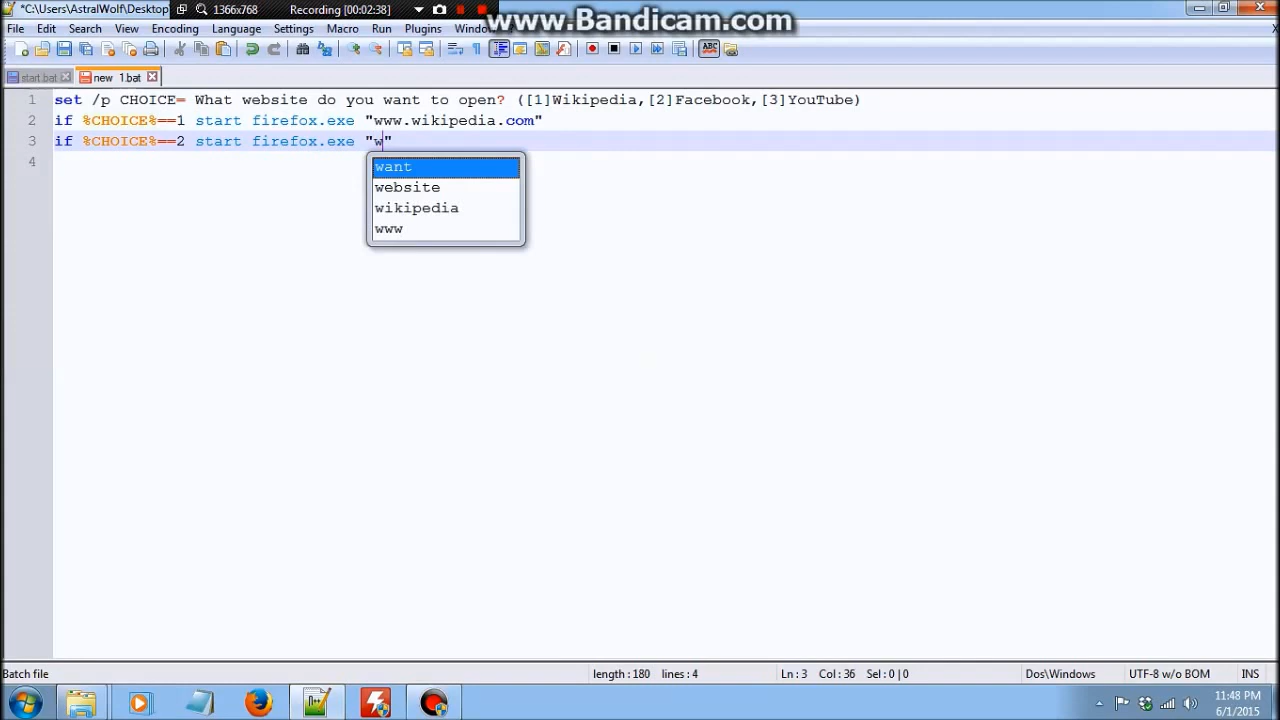 *C:\Users\AstralWolf\Desktop
1366x768
Recording [00:02:38]
www.Bandicam.com
File Edit Search View Encoding Language Settings Macro Run Plugins Windo
start.bat new 1.bat
1 set /p CHOICE= What website do you want to open? ([1]Wikipedia,[2]Facebook,[3]YouTube)
2 if %CHOICE%==1 start firefox.exe "www.wikipedia.com"
3 if %CHOICE%==2 start firefox.exe "w"
4
want
website
wikipedia
www
Batch file length : 180 lines : 4 Ln : 3 Col : 36 Sel : 0 | 0 Dos\Windows UTF-8 w/o BOM INS
11:48 PM
6/1/2015